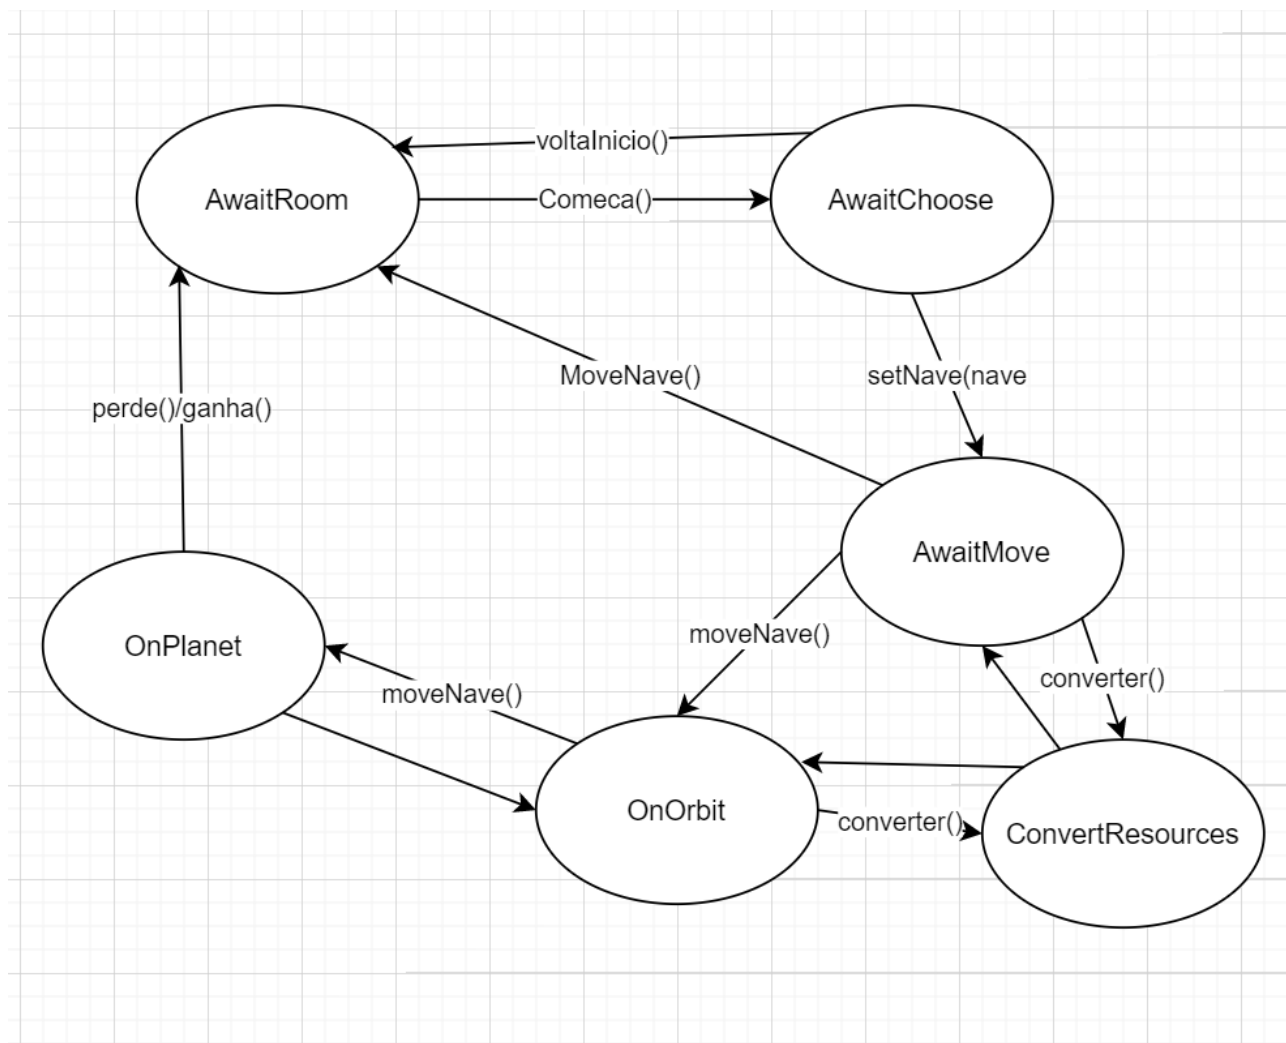 voltaInicio()
AwaitRoom
Comeca()
AwaitChoose
MoveNave()
setNave(nave
perde()/ganha()
AwaitMove
moveNave()
OnPlanet
converter()
moveNave()
OnOrbit
converter()
ConvertResources